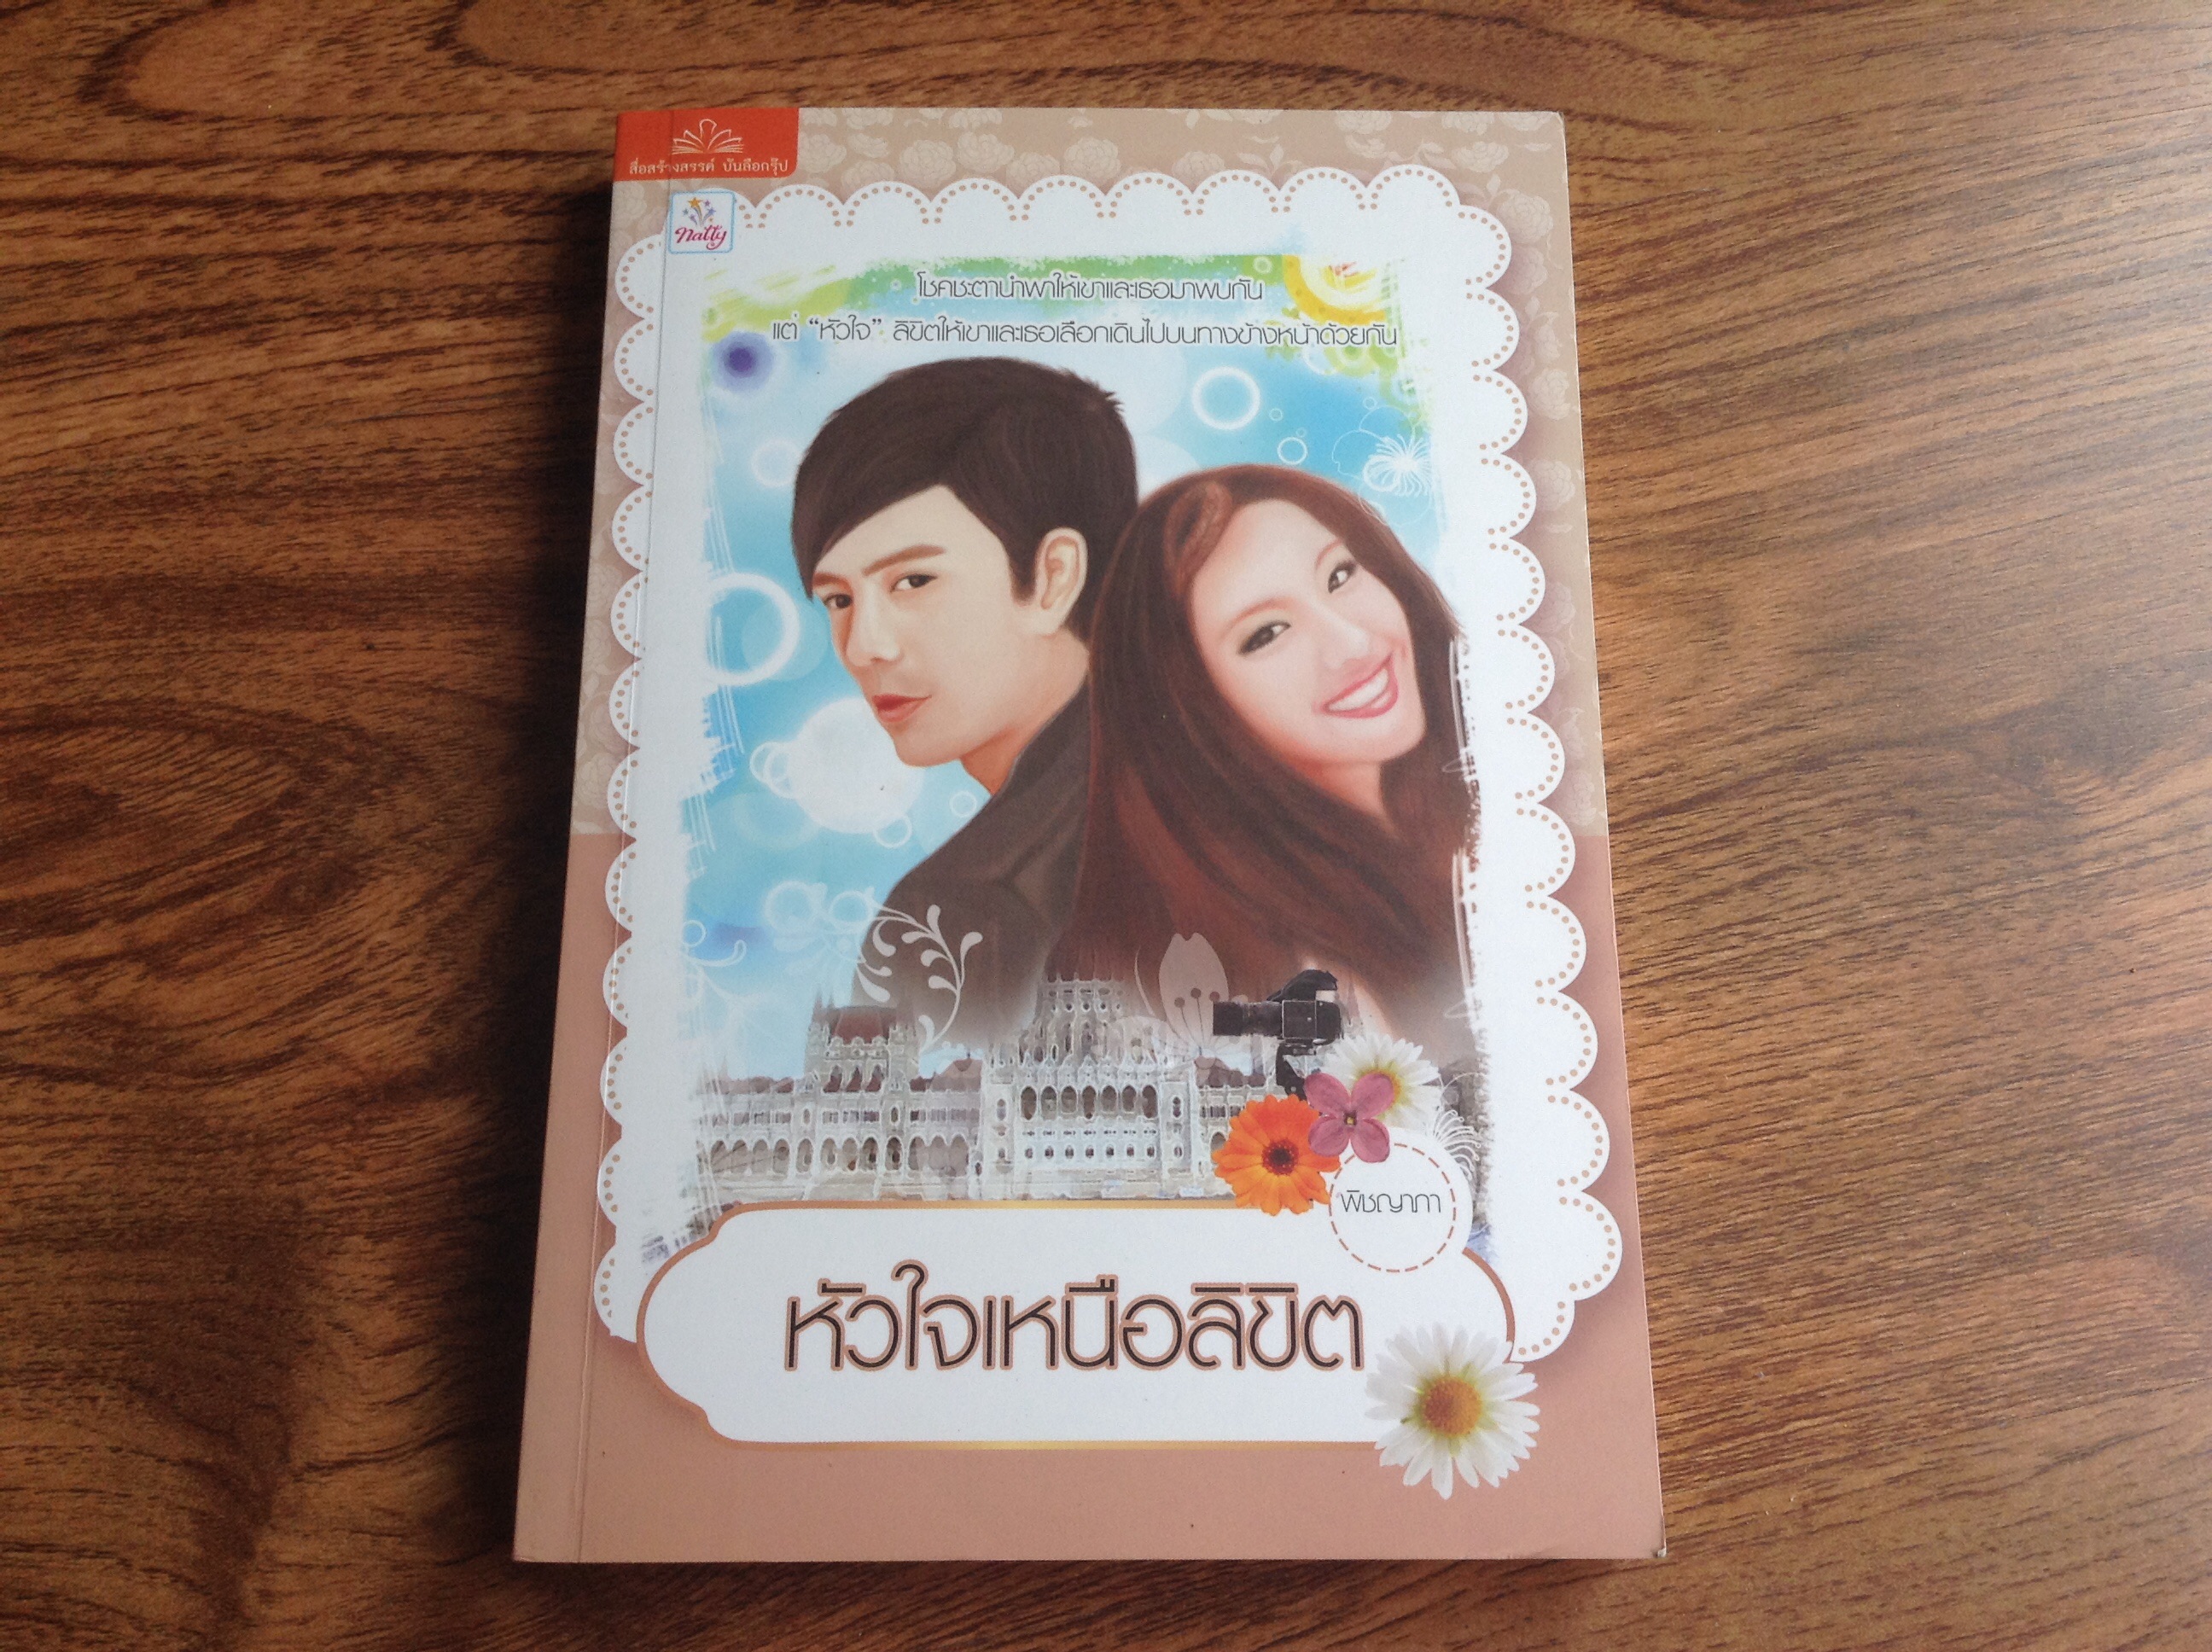 สื่อสร้างสรรค์ บันลือกรุ๊ป
natty
โชคชะตานำพาให้เขาและเธอมาพบกัน
แต่ “หัวใจ” ลิขิตให้เขาและเธอเลือกเดินไปบนทางข้างหน้าด้วยกัน
พิชญาภา
หัวใจเหนือลิขิต